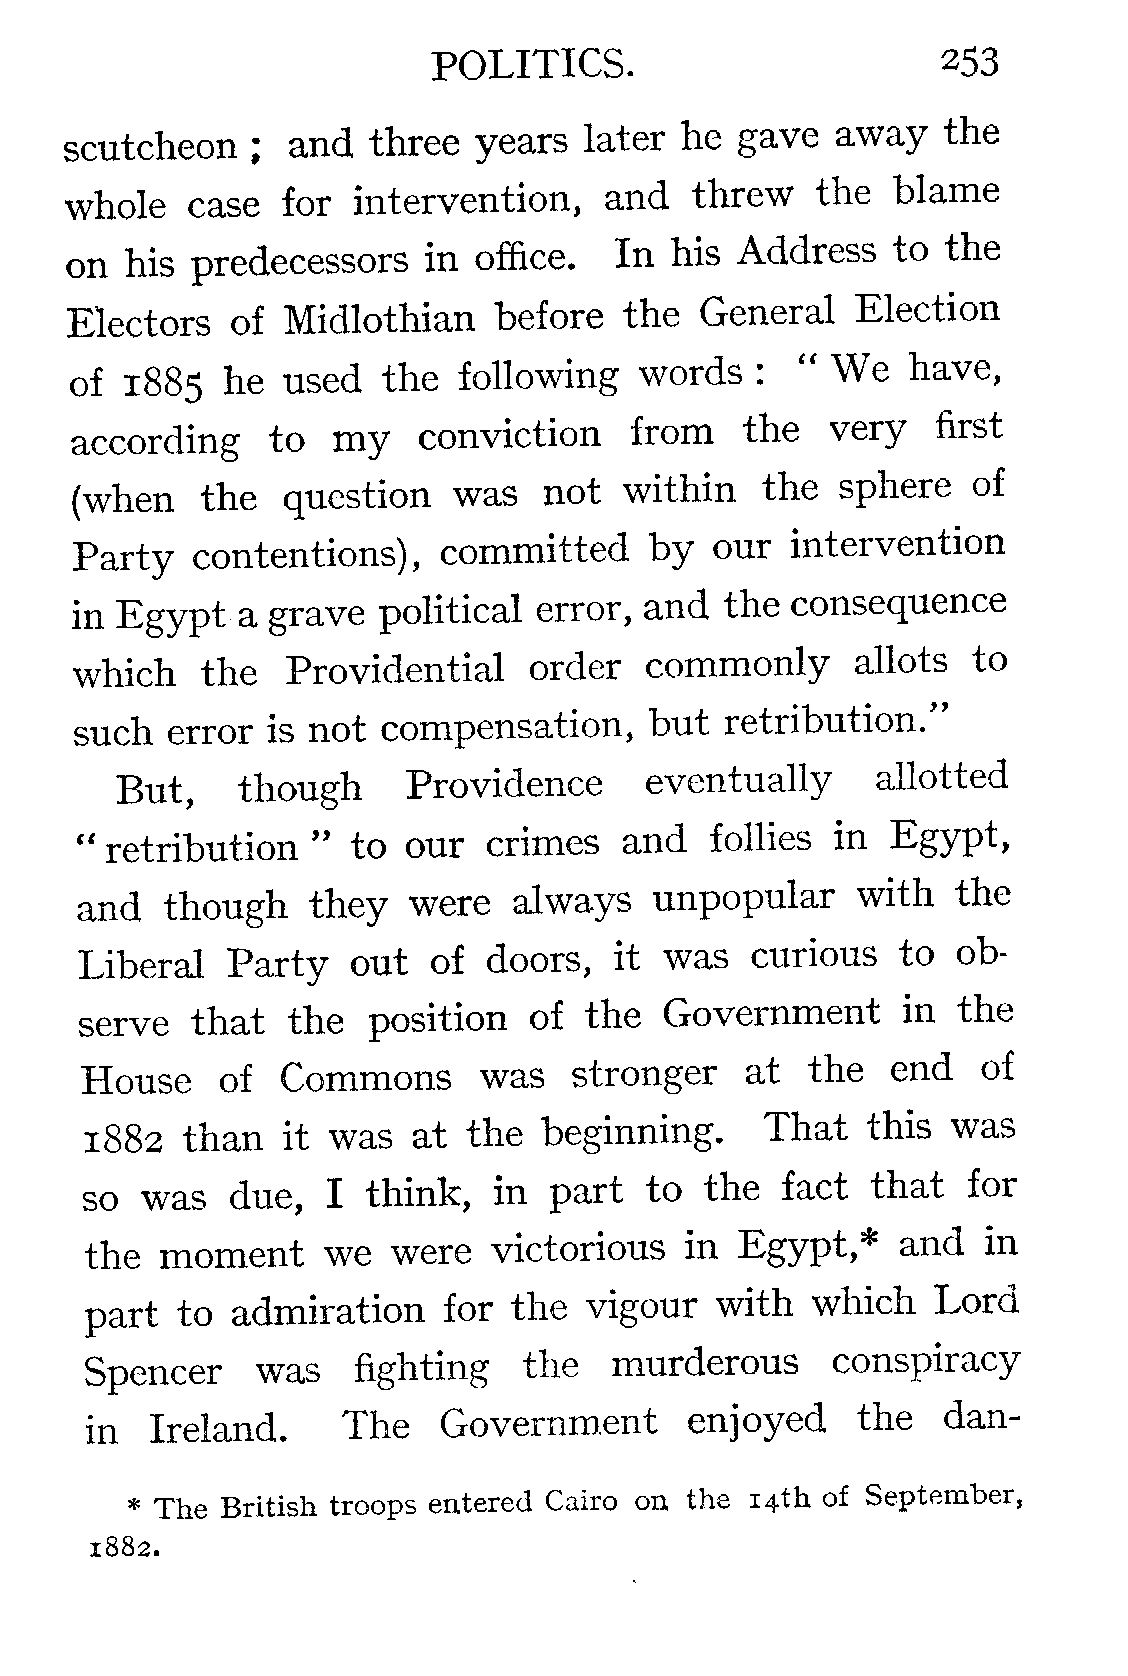 POLITICS. 253
scutcheon ; and three years later he gave away the
whole case for intervention, and threw the blame
on his predecessors in office. In his Address to the
Electors of Midlothian before the General Election
of 1885 he used the following words : “ We have,
according to my conviction from the very first
(when the question was not within the sphere of
Party contentions), committed by our intervention
in Egypt a grave political error, and the consequence
which the Providential order commonly allots to
such error is not compensation, but retribution.”
But, though Providence eventually allotted
“ retribution ” to our crimes and follies in Egypt,
and though they were always unpopular with the
Liberal Party out of doors, it was curious to ob-
serve that the position of the Government in the
House of Commons was stronger at the end of
1882 than it was at the beginning. That this was
so was due, I think, in part to the fact that for
the moment we were victorious in Egypt,* and in
part to admiration for the vigour with which Lord
Spencer was fighting the murderous conspiracy
in Ireland. The Government enjoyed the dan-
* The British troops entered Cairo on the 14th of September,
1882.